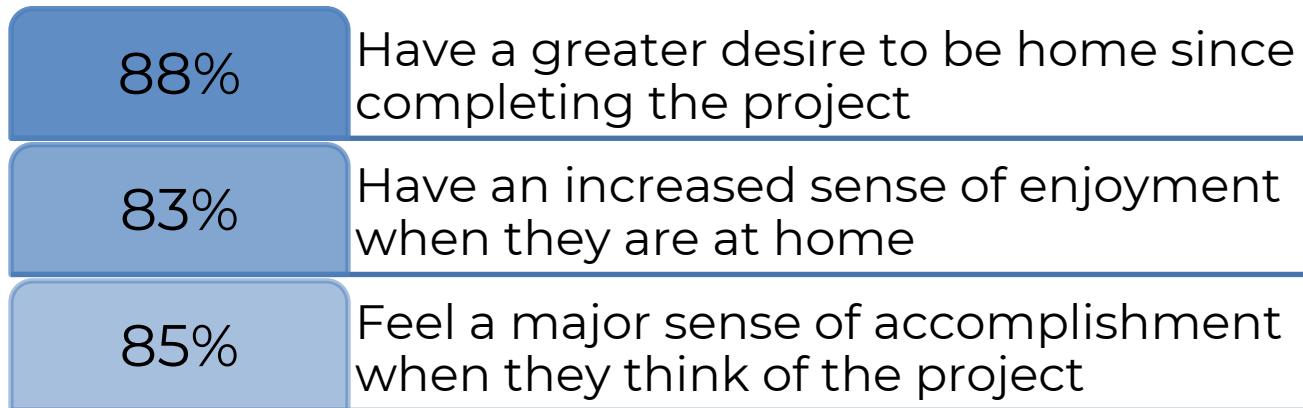 88%
Have a greater desire to be home since
completing the project
83%
Have an increased sense of enjoyment
when they are at home
85%
Feel a major sense of accomplishment
when they think of the project